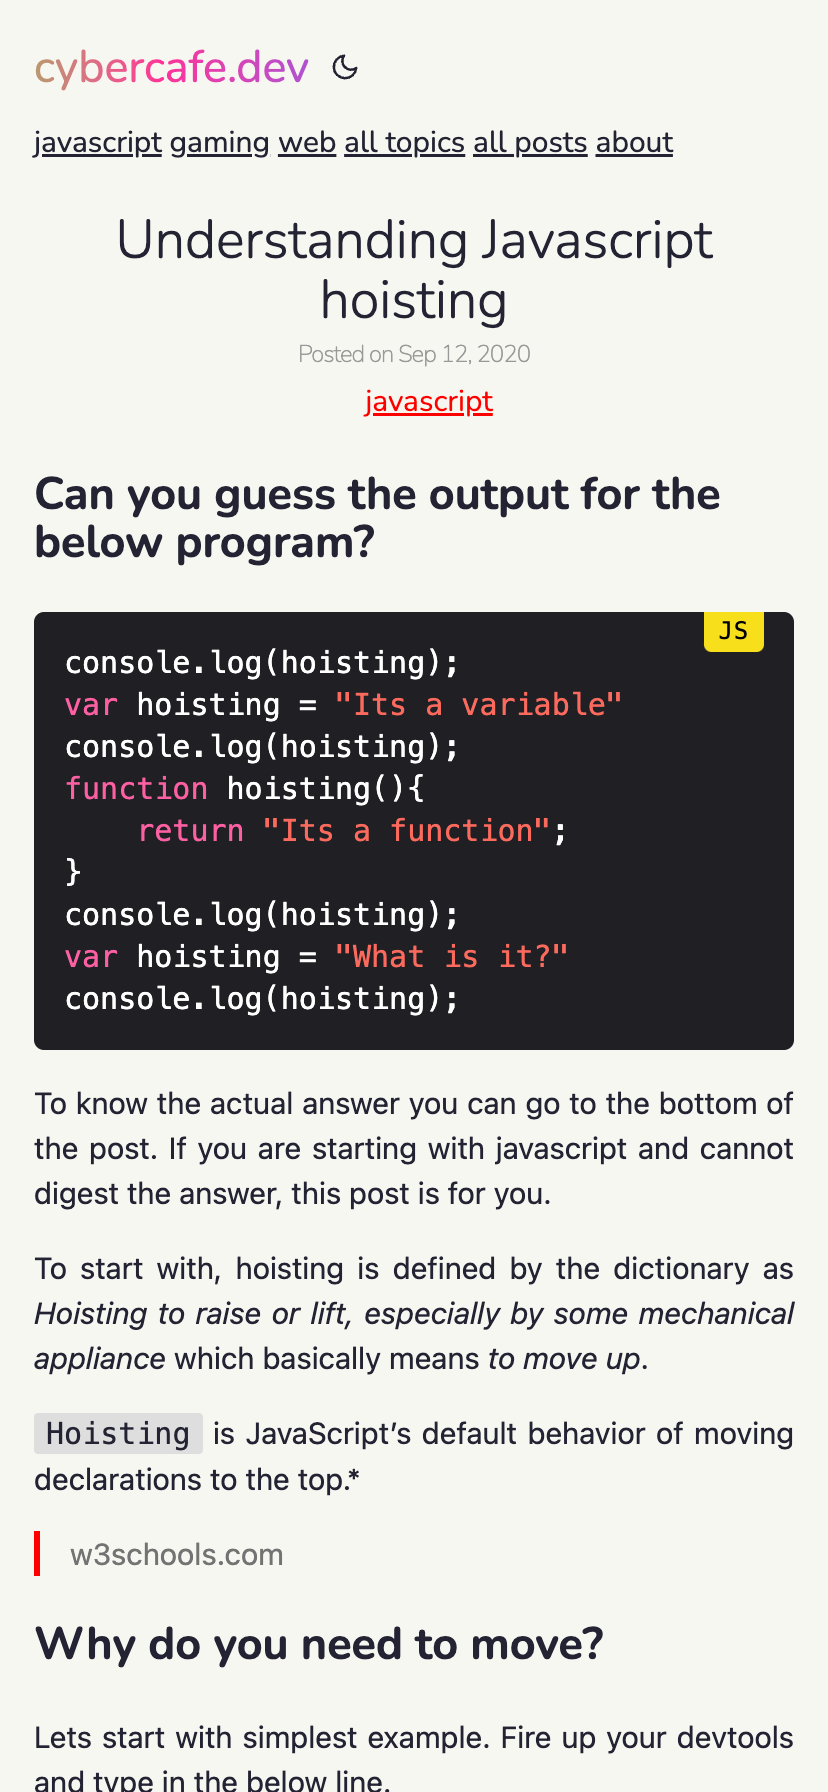 cybercafe.dev
javascript gaming web all topics all posts about
Understanding Javascript
hoisting
Posted on Sep 12, 2020
javascript
Can you guess the output for the
below program?
JS
console.log(hoisting);
var hoisting = "Its a variable"
console.log(hoisting);
function hoisting(){
    return "Its a function";
}
console.log(hoisting);
var hoisting = "What is it?"
console.log(hoisting);
To know the actual answer you can go to the bottom of
the post. If you are starting with javascript and cannot
digest the answer, this post is for you.
To start with, hoisting is defined by the dictionary as
Hoisting to raise or lift, especially by some mechanical
appliance which basically means to move up.
Hoisting is JavaScript’s default behavior of moving
declarations to the top.*
w3schools.com
Why do you need to move?
Lets start with simplest example. Fire up your devtools
and type in the below line.